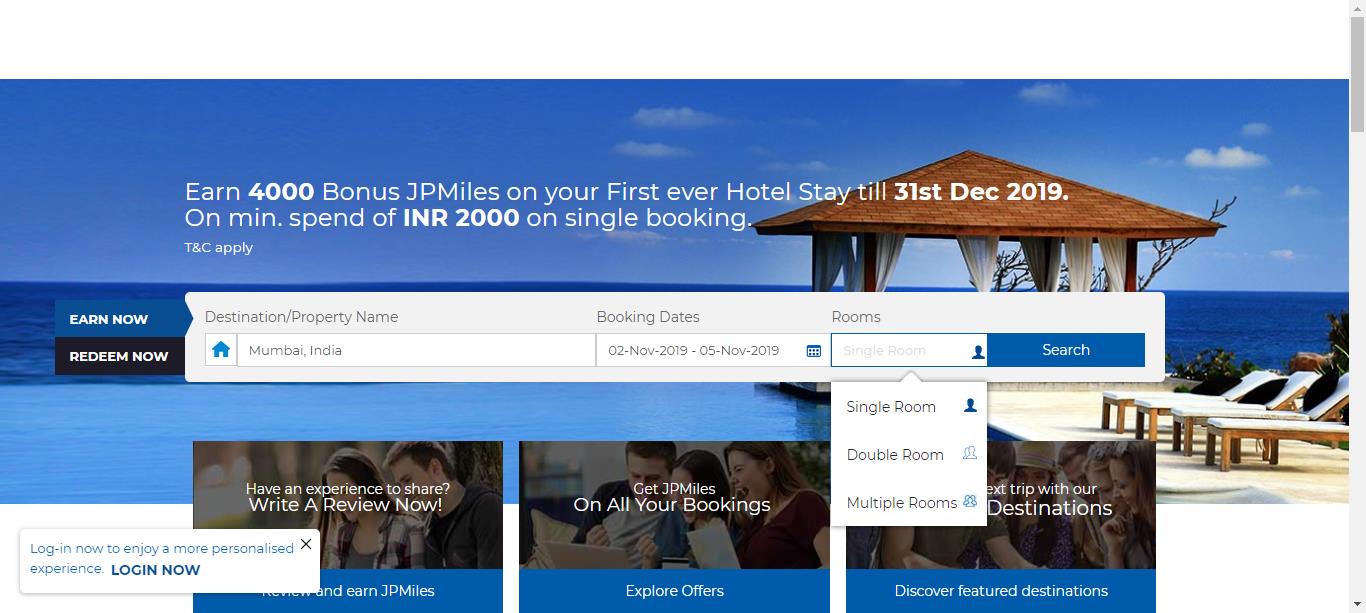 Earn 4000 Bonus JPMiles on your First ever Hotel Stay till 31st Dec 2019.
On min. spend of INR 2000 on single booking.
T&C apply
EARN NOW
REDEEM NOW
Destination/Property Name
Booking Dates
Rooms
Mumbai, India
02-Nov-2019 - 05-Nov-2019
Single Room
Search
Single Room
Double Room
Multiple Rooms
Have an experience to share?
Write A Review Now!
Get JPMiles
On All Your Bookings
trip with our
Destinations
Log-in now to enjoy a more personalised
experience. LOGIN NOW
Review and earn JPMiles
Explore Offers
Discover featured destinations